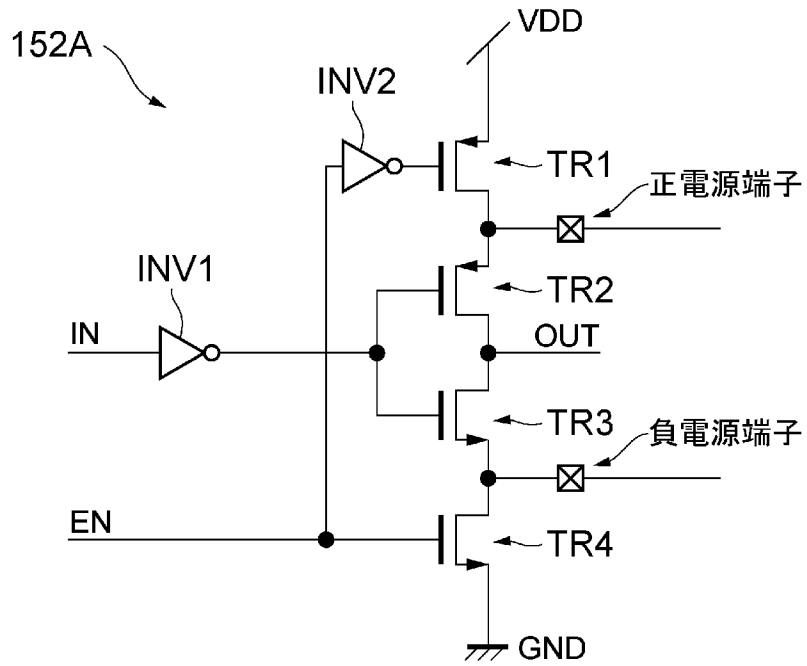 152A
VDD
INV2
TR1
正電源端子
INV1
TR2
IN
OUT
TR3
負電源端子
EN
TR4
GND